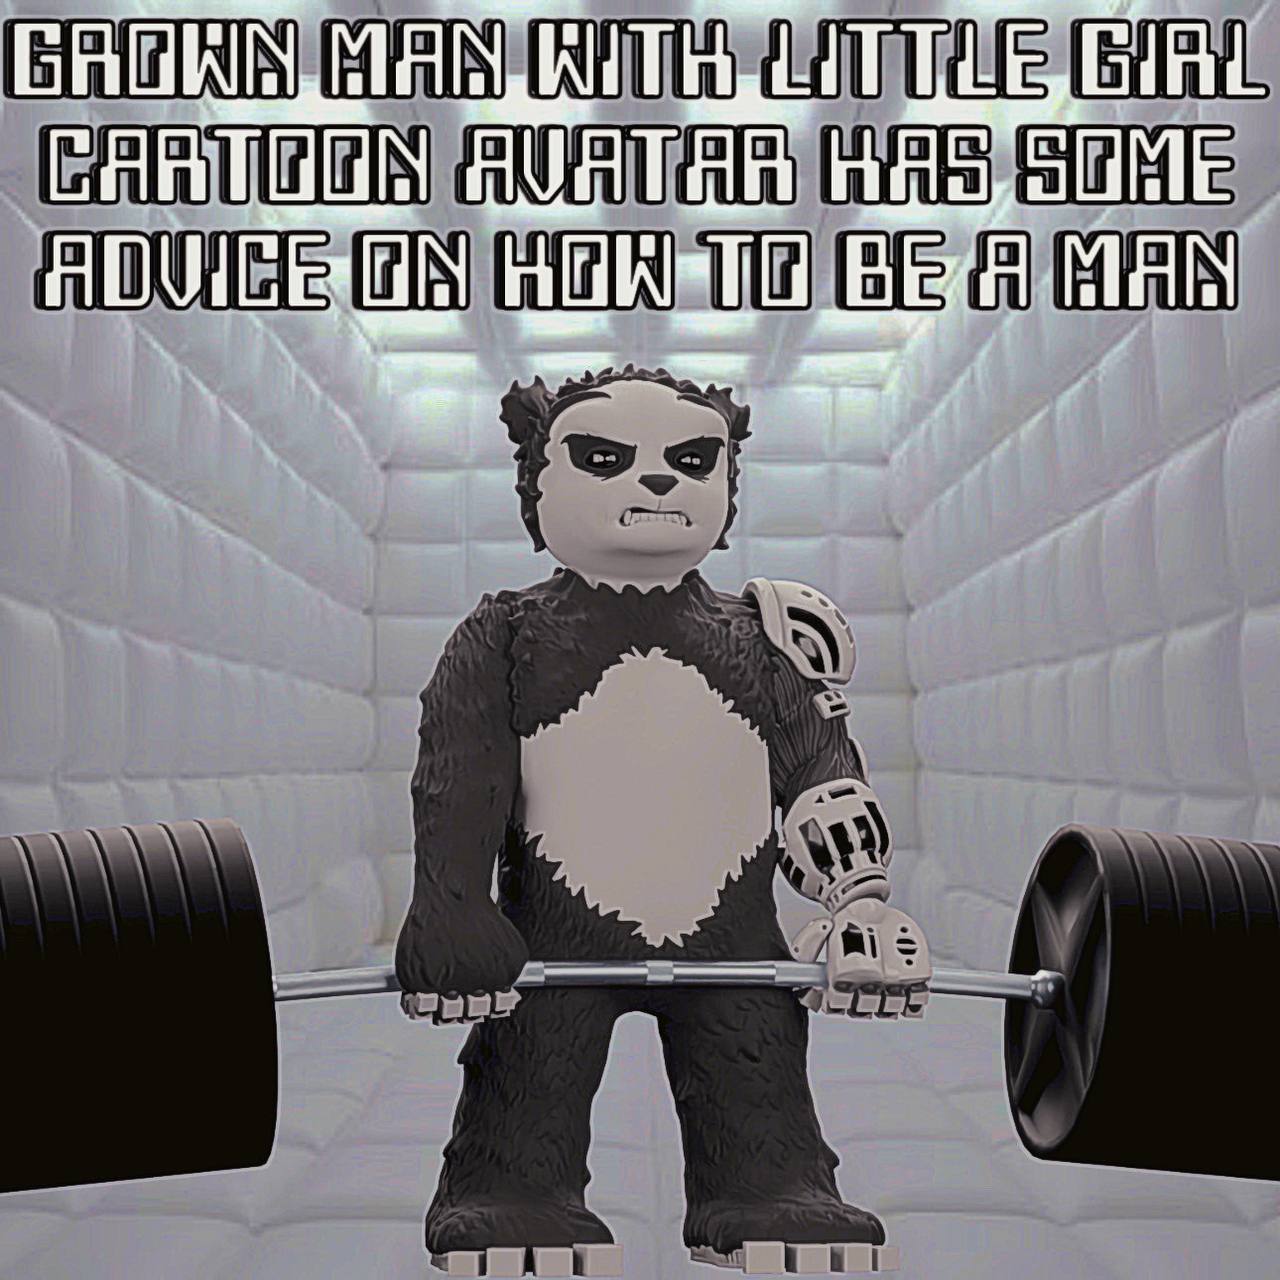 GROWN MAN WITH LITTLE GIRL
CARTOON AVATAR HAS SOME
ADVICE ON HOW TO BE A MAN